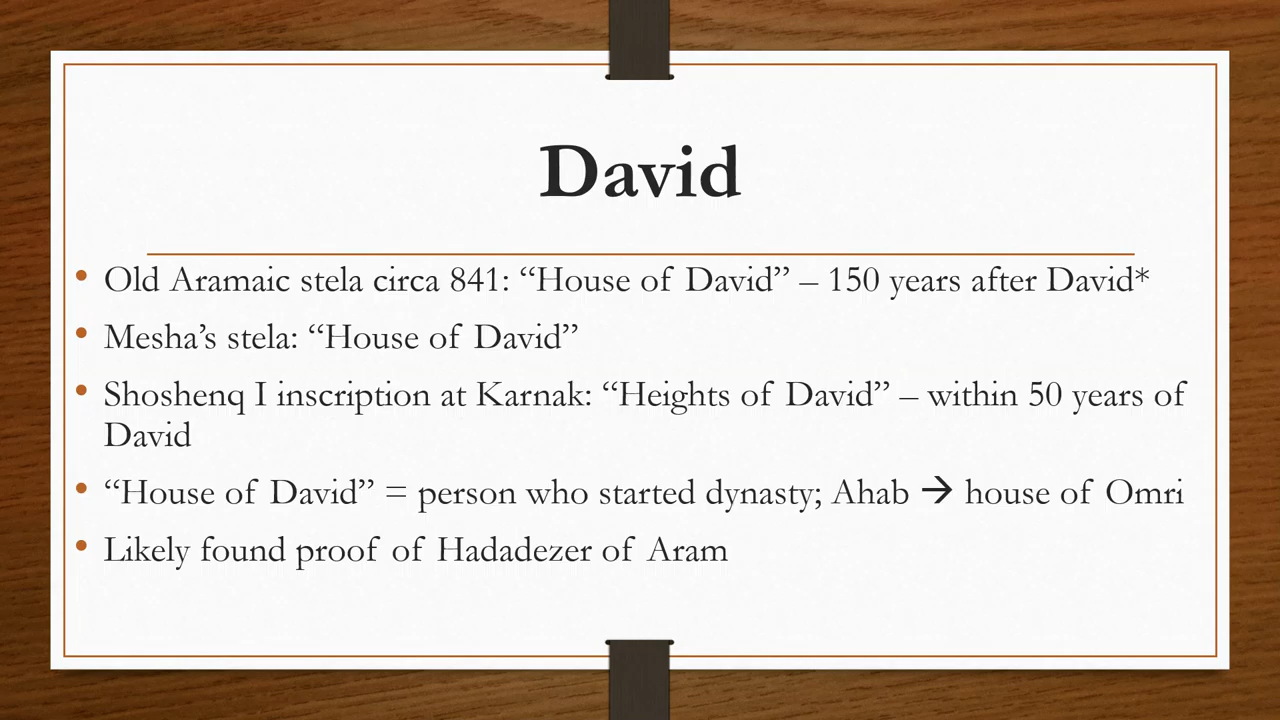 David
• Old Aramaic stela circa 841: “House of David” – 150 years after David*
• Mesha’s stela: “House of David”
• Shoshenq I inscription at Karnak: “Heights of David” – within 50 years of
David
• “House of David” = person who started dynasty; Ahab → house of Omri
• Likely found proof of Hadadezer of Aram